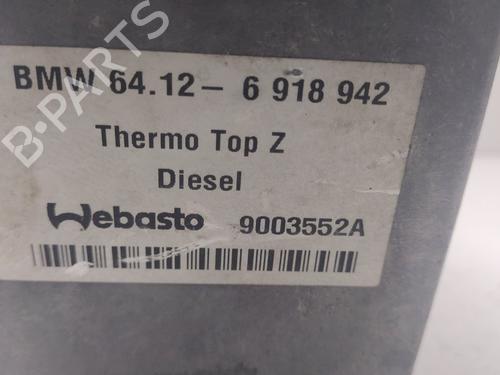 B-PARTS
BMW 64.12- 6 918 942
Thermo Top Z
Diesel
Webasto 9003552A